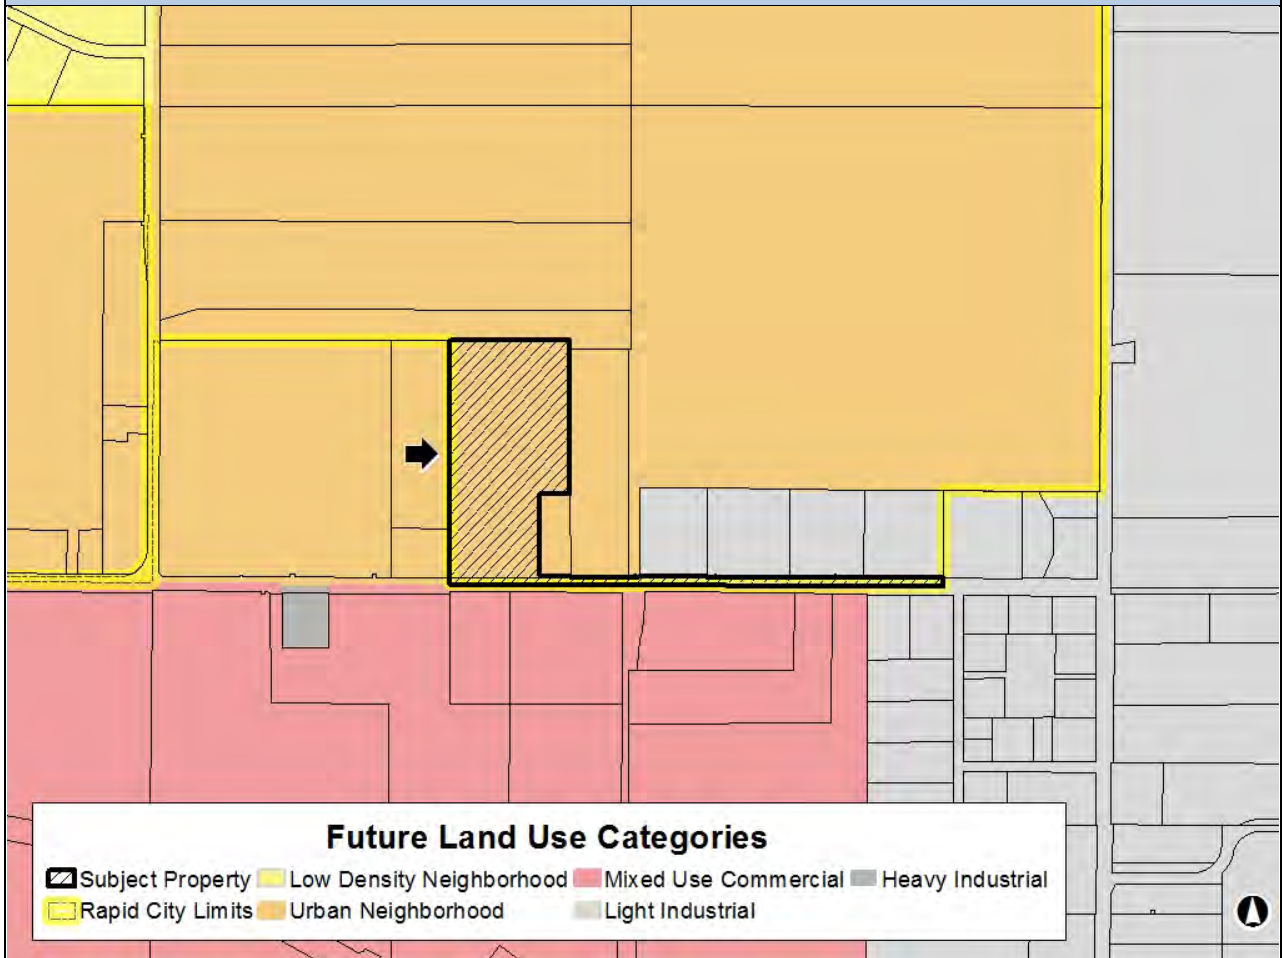 Future Land Use Categories
Subject Property Low Density Neighborhood Mixed Use Commercial Heavy Industrial
Rapid City Limits Urban Neighborhood Light Industrial